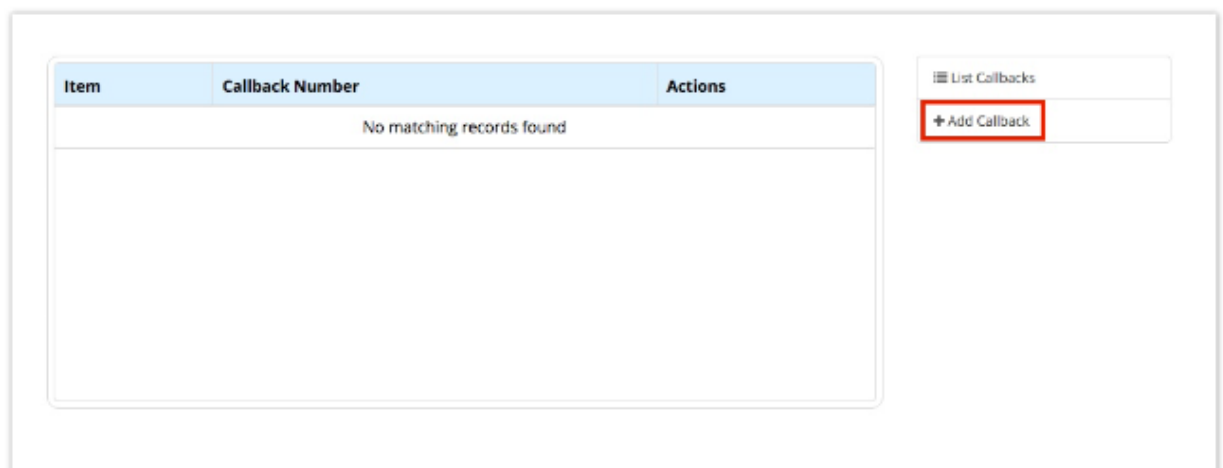 Item Callback Number Actions
No matching records found
List Callbacks
+ Add Callback